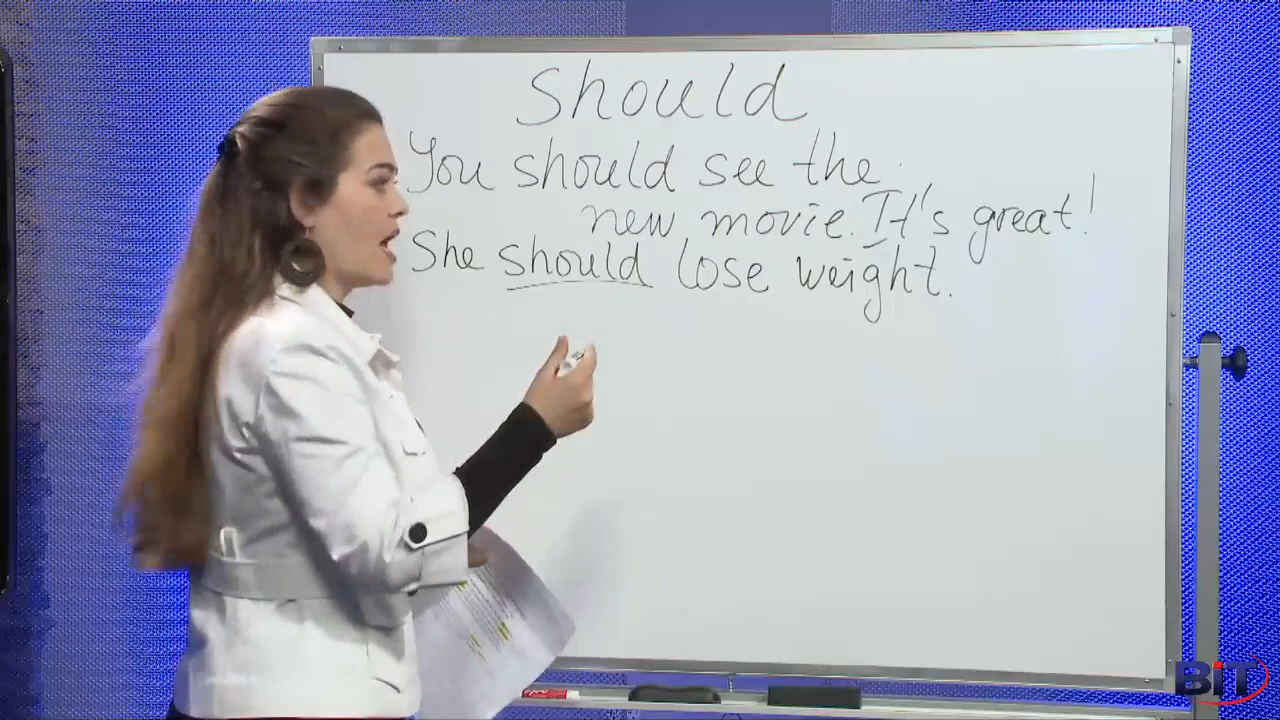 Should
You should see the
new movie. It's great!
She should lose weight.
BiT